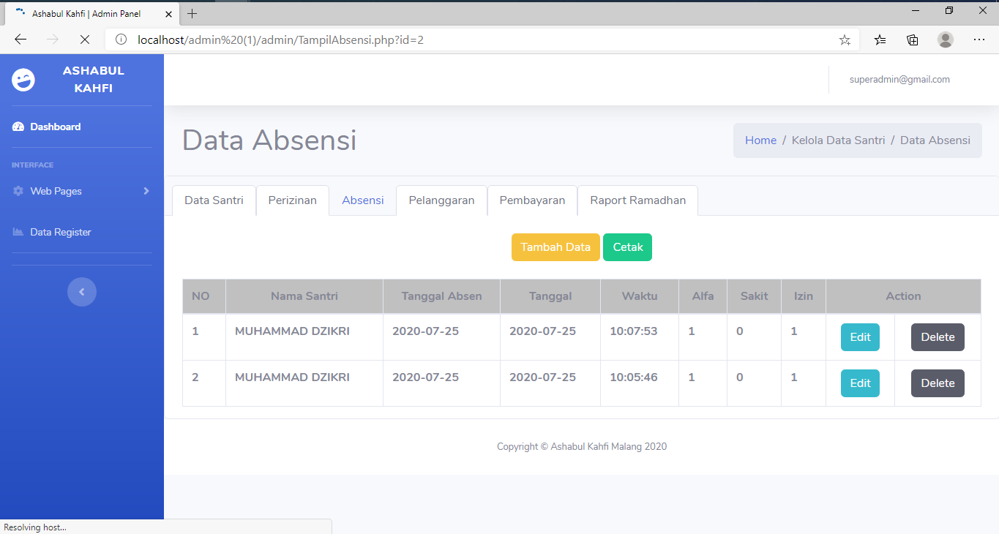 Ashabul Kahfi | Admin Panel
localhost/admin%20(1)/admin/TampilAbsensi.php?id=2
ASHABUL
KAHFI
superadmin@gmail.com
Dashboard
INTERFACE
Web Pages
Data Register
Data Absensi
Home / Kelola Data Santri / Data Absensi
Data Santri Perizinan Absensi Pelanggaran Pembayaran Raport Ramadhan
Tambah Data Cetak
NO Nama Santri Tanggal Absen Tanggal Waktu Alfa Sakit Izin Action
1 MUHAMMAD DZIKRI 2020-07-25 2020-07-25 10:07:53 1 0 1 Edit Delete
2 MUHAMMAD DZIKRI 2020-07-25 2020-07-25 10:05:46 1 0 1 Edit Delete
Copyright © Ashabul Kahfi Malang 2020
Resolving host...